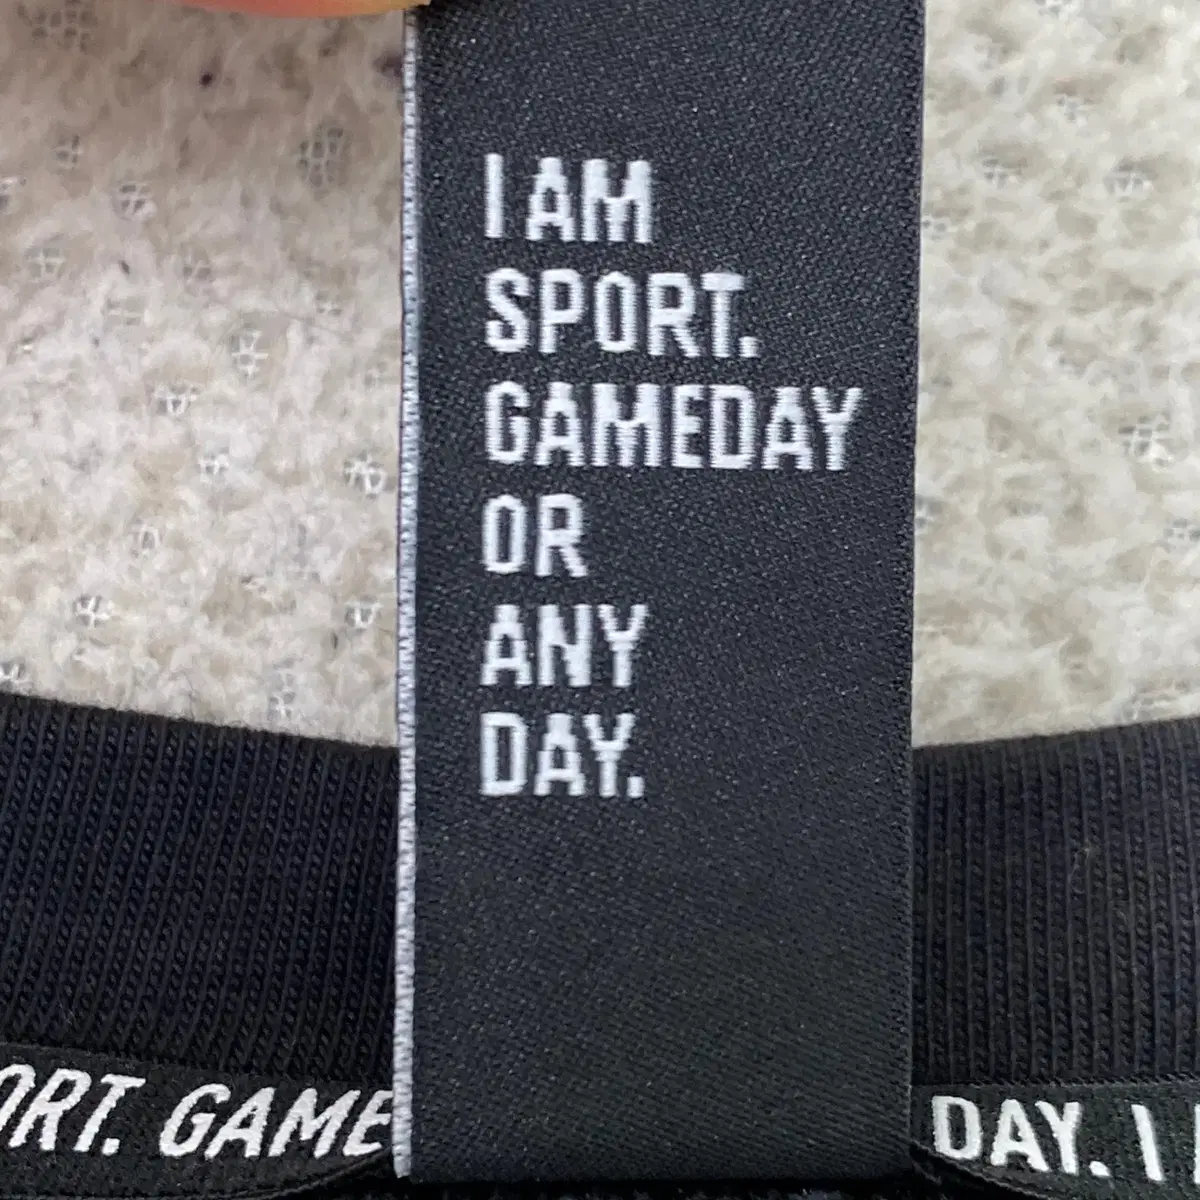 I AM
SPORT.
GAMEDAY
OR
ANY
DAY.
ORT. GAME
DAY. I